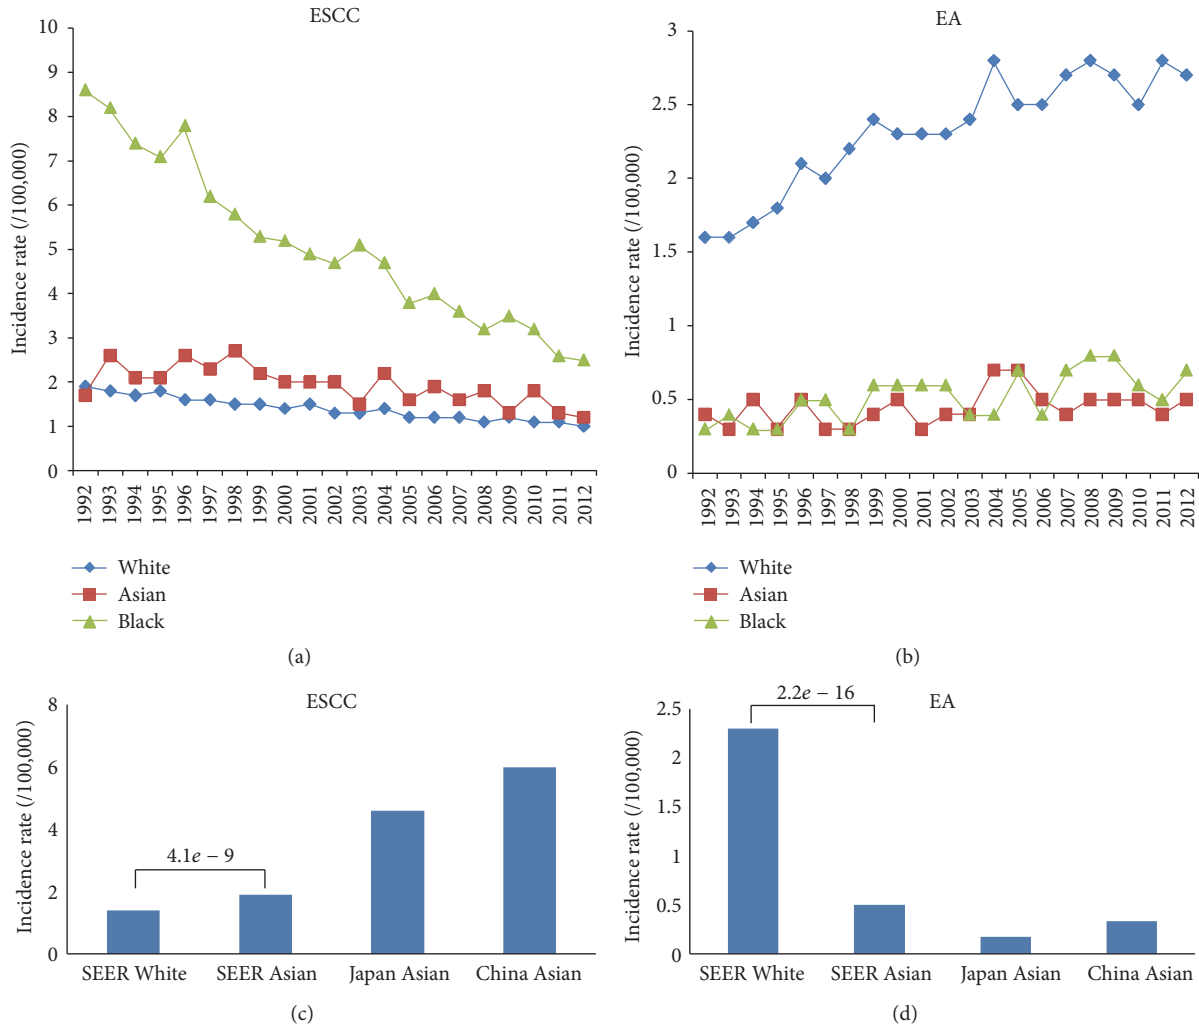 ESCC
Incidence rate (/100,000)
10
9
8
7
6
5
4
3
2
1
0
1992 1993 1994 1995 1996 1997 1998 1999 2000 2001 2002 2003 2004 2005 2006 2007 2008 2009 2010 2011 2012
White
Asian
Black
(a)
EA
Incidence rate (/100,000)
3
2.5
2
1.5
1
0.5
0
1992 1993 1994 1995 1996 1997 1998 1999 2000 2001 2002 2003 2004 2005 2006 2007 2008 2009 2010 2011 2012
White
Asian
Black
(b)
ESCC
Incidence rate (/100,000)
8
6
4
2
0
4.1e − 9
SEER White SEER Asian Japan Asian China Asian
(c)
EA
Incidence rate (/100,000)
2.5
2
1.5
1
0.5
0
2.2e − 16
SEER White SEER Asian Japan Asian China Asian
(d)